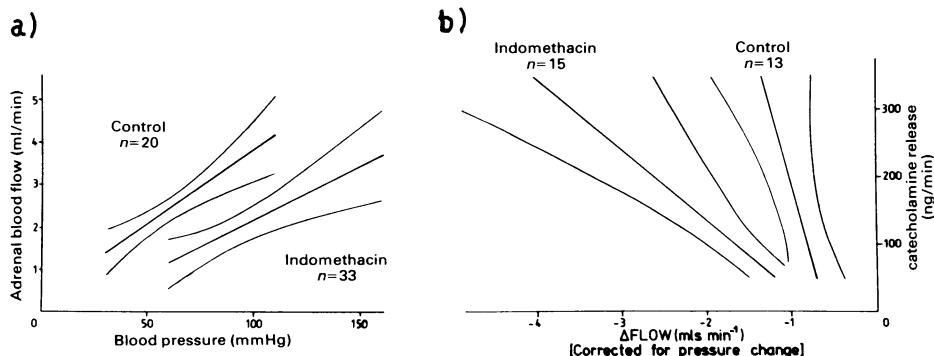 a)
Adrenal blood flow (ml/min)
5
4
3
2
1
0
Control
n=20
Indomethacin
n=33
50
100
150
Blood pressure (mmHg)
b)
Indomethacin
n=15
Control
n=13
300
200
100
0
catecholamine release
(ng/min)
-4
-3
-2
-1
ΔFLOW (mls min⁻¹)
[Corrected for pressure change]